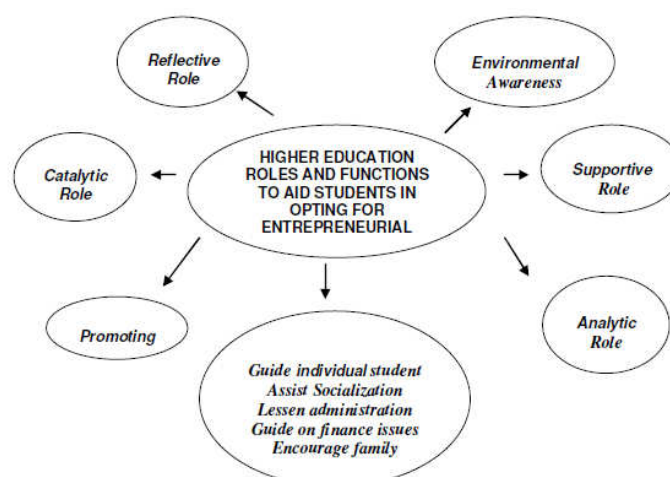 Reflective
Role
Environmental
Awareness
HIGHER EDUCATION
ROLES AND FUNCTIONS
TO AID STUDENTS IN
OPTING FOR
ENTREPRENEURIAL
Catalytic
Role
Supportive
Role
Promoting
Analytic
Role
Guide individual student
Assist Socialization
Lessen administration
Guide on finance issues
Encourage family